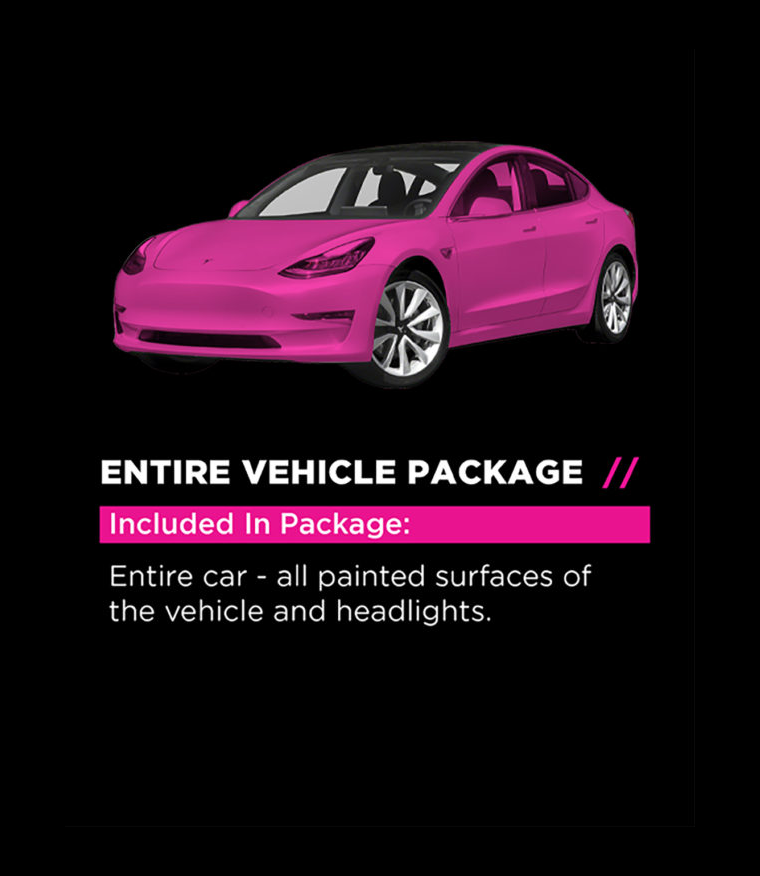 ENTIRE VEHICLE PACKAGE //
Included In Package:
Entire car - all painted surfaces of
the vehicle and headlights.